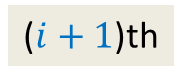 (i + 1)th